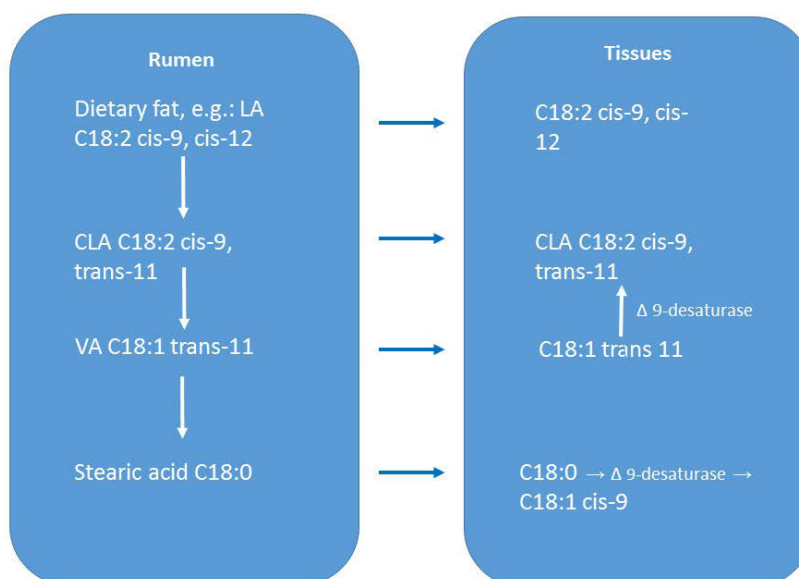 Rumen
Dietary fat, e.g.: LA
C18:2 cis-9, cis-12
CLA C18:2 cis-9,
trans-11
VA C18:1 trans-11
Stearic acid C18:0
Tissues
C18:2 cis-9, cis-
12
CLA C18:2 cis-9,
trans-11
Δ 9-desaturase
C18:1 trans 11
C18:0 → Δ 9-desaturase →
C18:1 cis-9